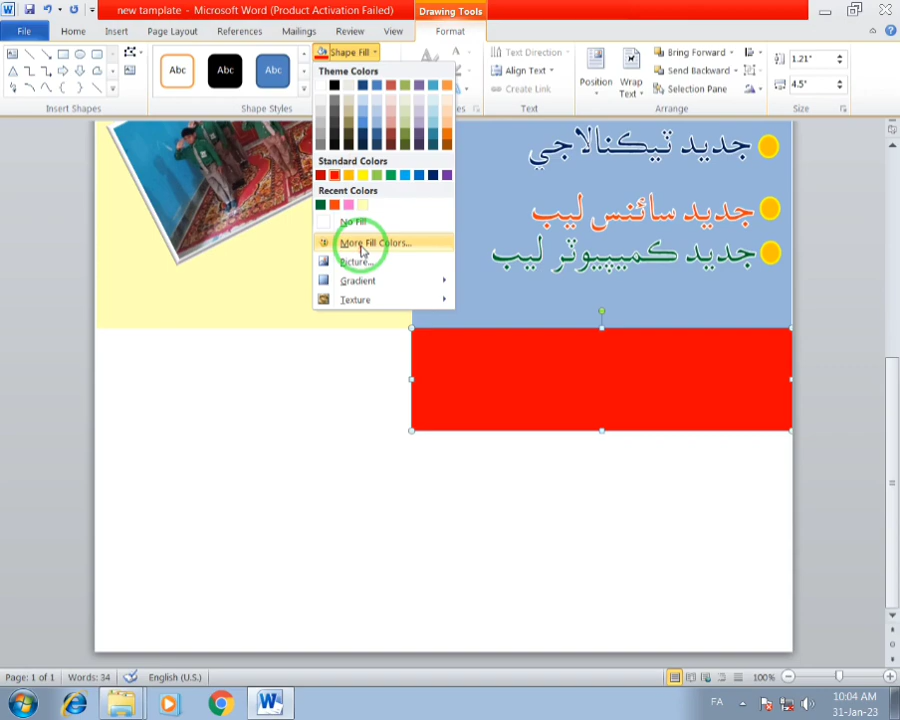 new tamplate - Microsoft Word (Product Activation Failed)
Drawing Tools
File Home Insert Page Layout References Mailings Review View Format
Abc Abc Abc
Shape Fill
Text Direction
Align Text
Create Link
Position
Wrap Text
Bring Forward
Send Backward
Selection Pane
1.21"
4.5"
Insert Shapes Shape Styles Text Arrange Size
Theme Colors
Standard Colors
Recent Colors
No Fill
More Fill Colors...
Picture...
Gradient
Texture
جدید ٹیکنالاجي
جدید سائنس لیب
جدید کمیپیوٹر لیب
Page: 1 of 1 Words: 34 English (U.S.) 100%
FA
10:04 AM
31-Jan-23